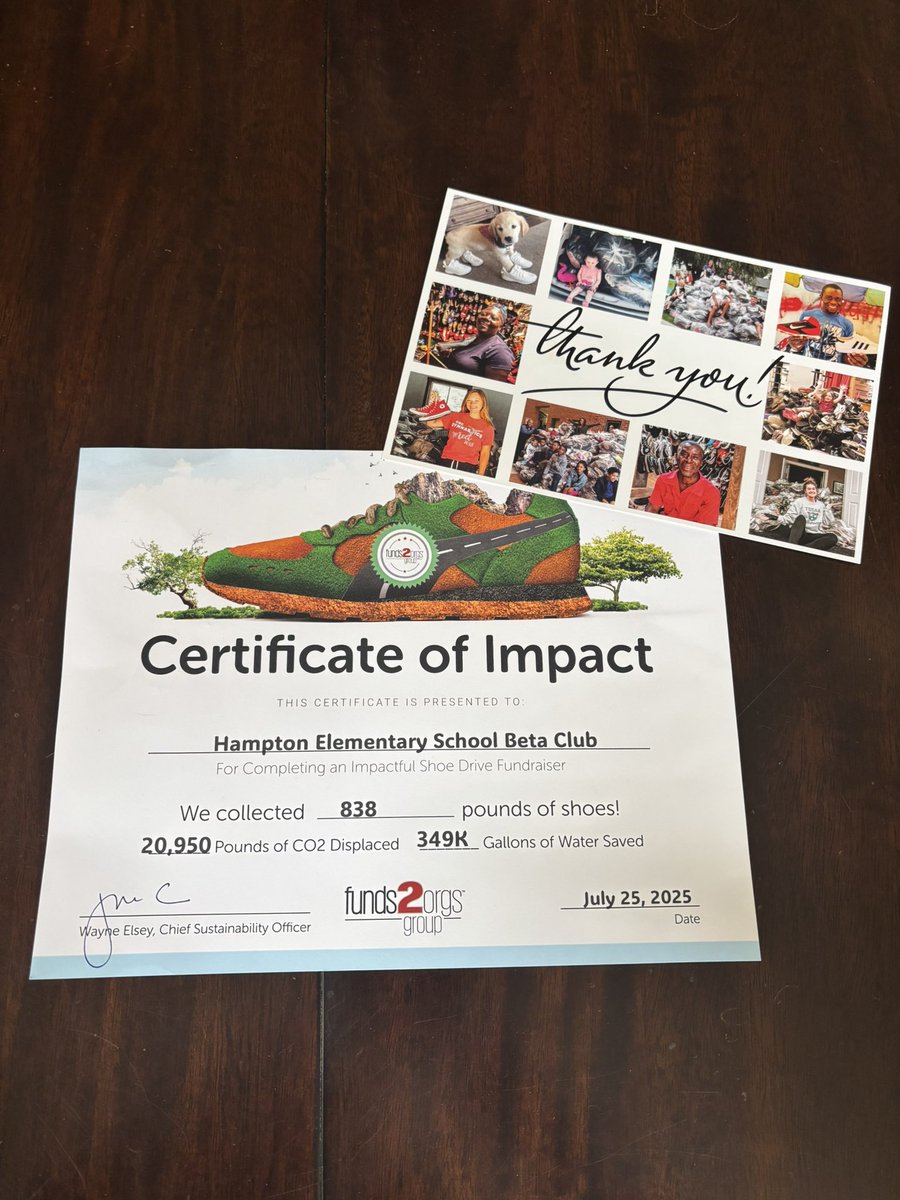 thank you!
funds2orgs
group
Certificate of Impact
THIS CERTIFICATE IS PRESENTED TO:
Hampton Elementary School Beta Club
For Completing an Impactful Shoe Drive Fundraiser
We collected 838 pounds of shoes!
20,950 Pounds of CO2 Displaced 349K Gallons of Water Saved
Wayne Elsey, Chief Sustainability Officer
funds2orgs™
group
July 25, 2025
Date